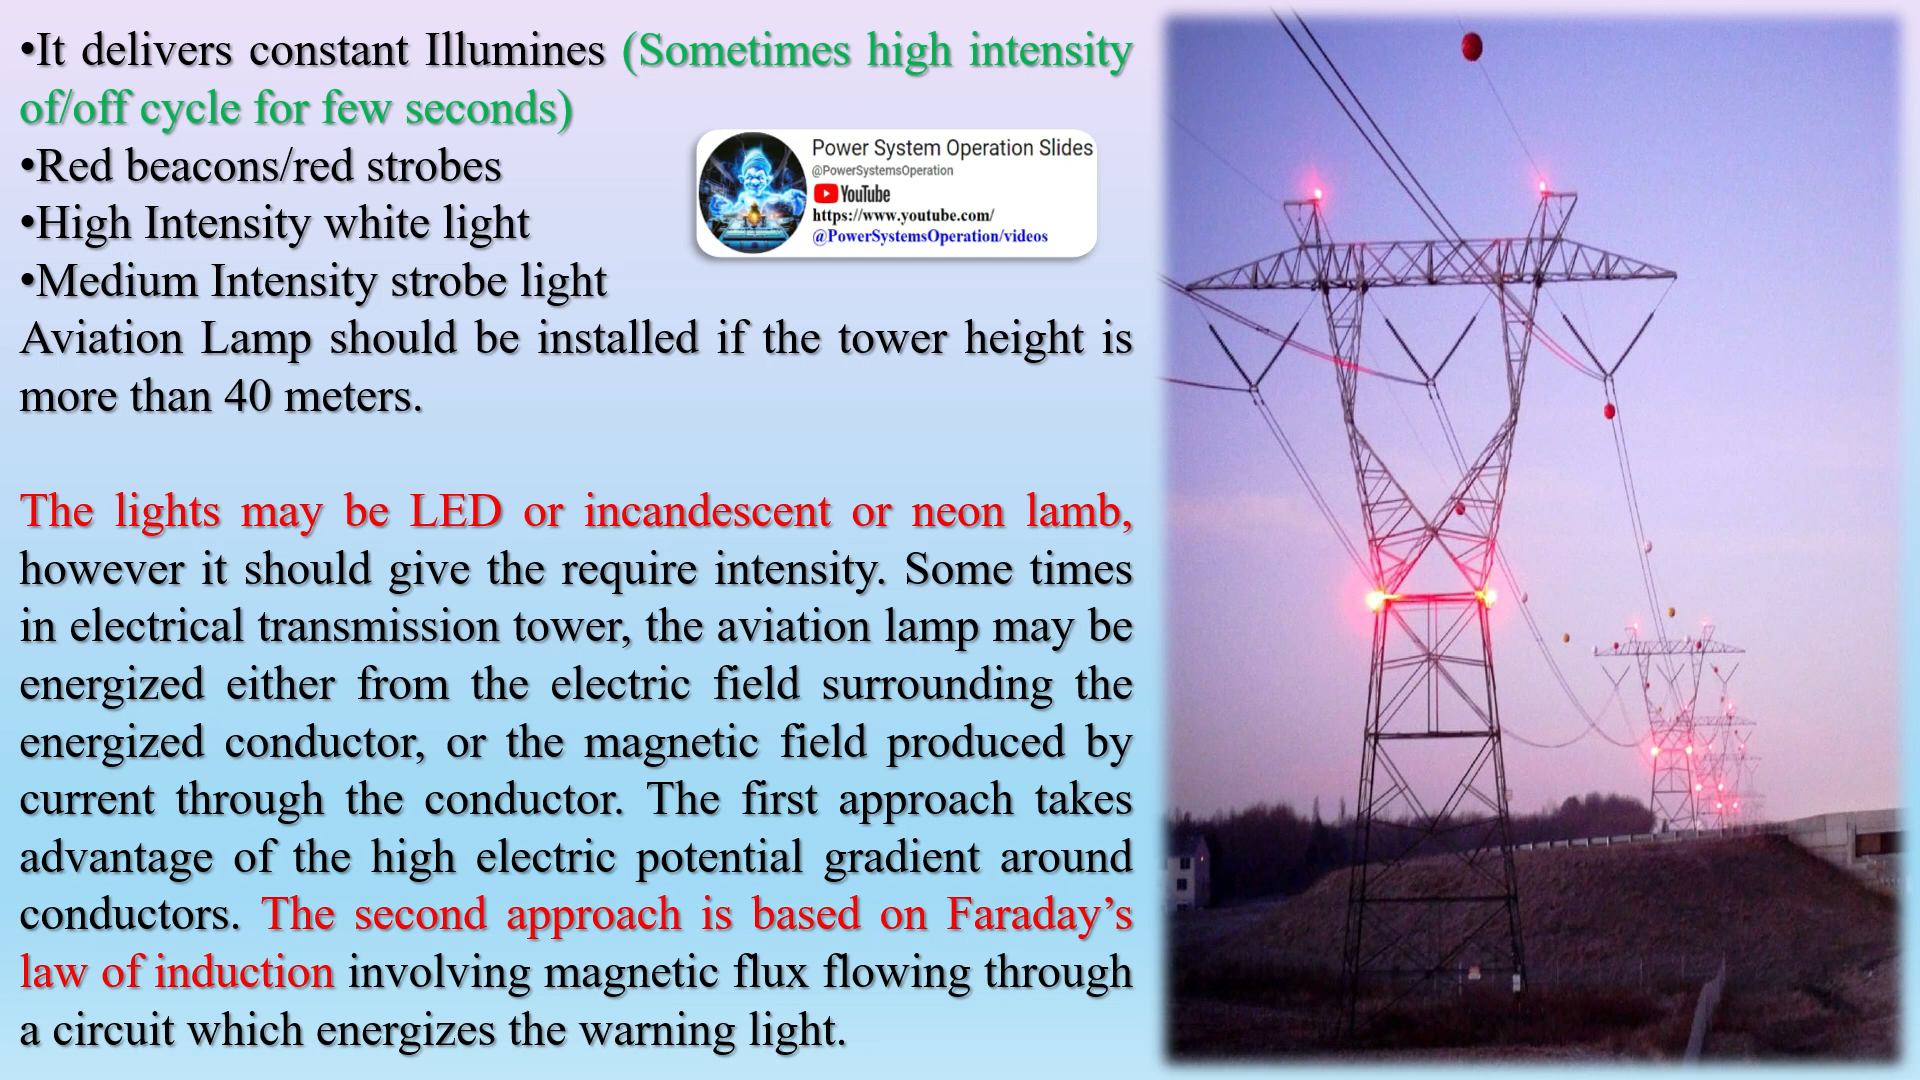 •It delivers constant Illumines (Sometimes high intensity
of/off cycle for few seconds)
•Red beacons/red strobes
•High Intensity white light
•Medium Intensity strobe light
Power System Operation Slides
@PowerSystemsOperation
YouTube
https://www.youtube.com/
@PowerSystemsOperation/videos
Aviation Lamp should be installed if the tower height is
more than 40 meters.
The lights may be LED or incandescent or neon lamb,
however it should give the require intensity. Some times
in electrical transmission tower, the aviation lamp may be
energized either from the electric field surrounding the
energized conductor, or the magnetic field produced by
current through the conductor. The first approach takes
advantage of the high electric potential gradient around
conductors. The second approach is based on Faraday’s
law of induction involving magnetic flux flowing through
a circuit which energizes the warning light.